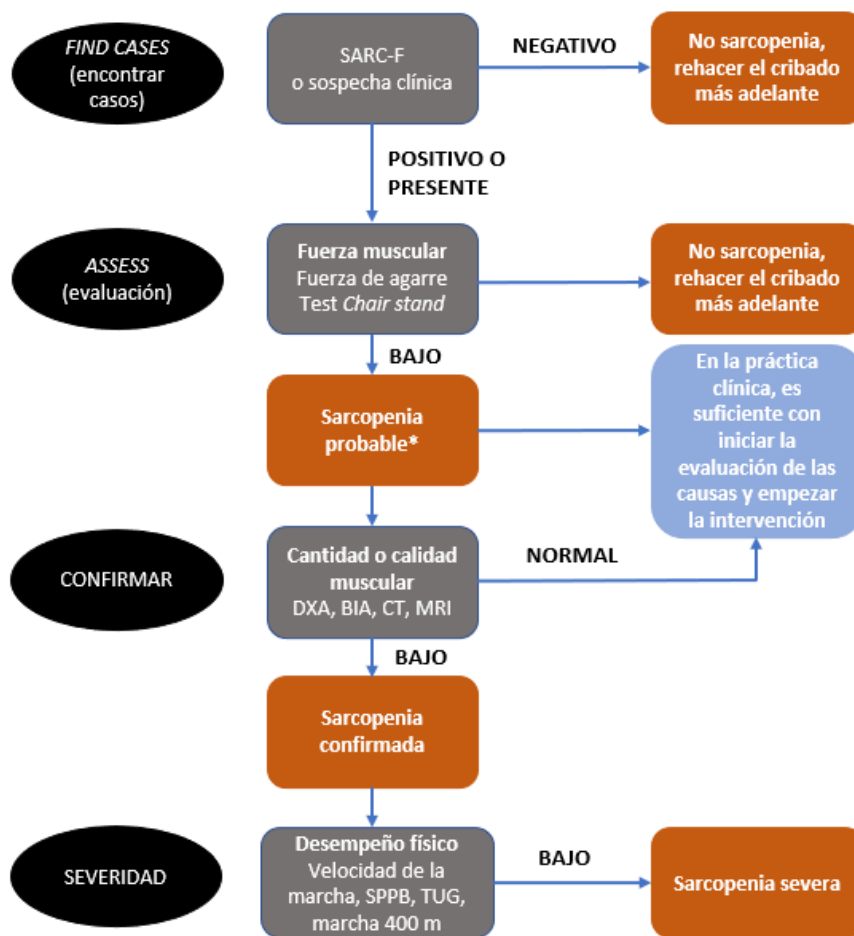 FIND CASES
(encontrar
casos)
SARC-F
o sospecha clínica
NEGATIVO
No sarcopenia,
rehacer el cribado
más adelante
POSITIVO O
PRESENTE
ASSESS
(evaluación)
Fuerza muscular
Fuerza de agarre
Test Chair stand
No sarcopenia,
rehacer el cribado
más adelante
BAJO
Sarcopenia
probable*
En la práctica
clínica, es
suficiente con
iniciar la
evaluación de las
causas y empezar
la intervención
CONFIRMAR
Cantidad o calidad
muscular
DXA, BIA, CT, MRI
NORMAL
BAJO
Sarcopenia
confirmada
SEVERIDAD
Desempeño físico
Velocidad de la
marcha, SPPB, TUG,
marcha 400 m
BAJO
Sarcopenia severa